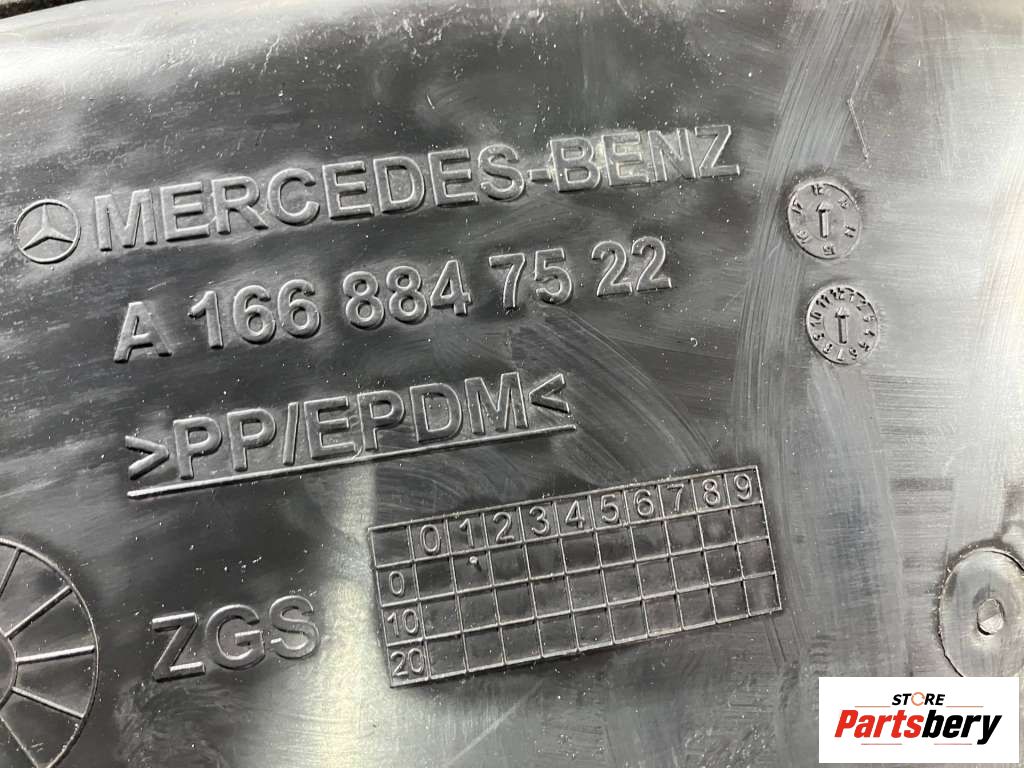 MERCEDES-BENZ
A 166 884 75 22
>PP/EPDM<
0 1 2 3 4 5 6 7 8 9
0
10
20
ZGS
STORE
Partsbery